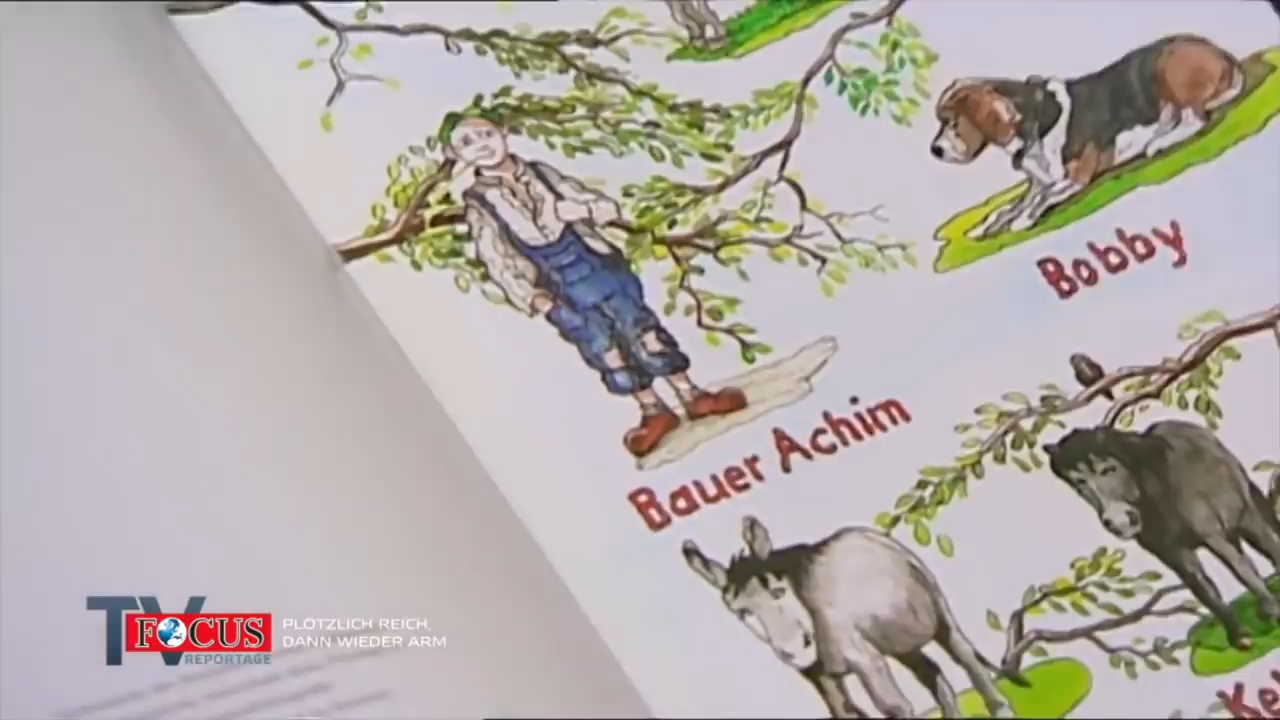 Bobby
Bauer Achim
TV FOCUS
REPORTAGE
PLÖTZLICH REICH,
DANN WIEDER ARM